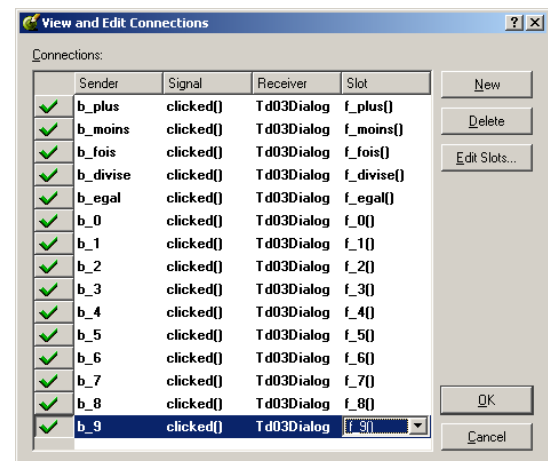 View and Edit Connections
Connections:
Sender Signal Receiver Slot
b_plus clicked() Td03Dialog f_plus()
b_moins clicked() Td03Dialog f_moins()
b_fois clicked() Td03Dialog f_fois()
b_divise clicked() Td03Dialog f_divise()
b_egal clicked() Td03Dialog f_egal()
b_0 clicked() Td03Dialog f_0()
b_1 clicked() Td03Dialog f_1()
b_2 clicked() Td03Dialog f_2()
b_3 clicked() Td03Dialog f_3()
b_4 clicked() Td03Dialog f_4()
b_5 clicked() Td03Dialog f_5()
b_6 clicked() Td03Dialog f_6()
b_7 clicked() Td03Dialog f_7()
b_8 clicked() Td03Dialog f_8()
b_9 clicked() Td03Dialog f_9()
New
Delete
Edit Slots...
OK
Cancel